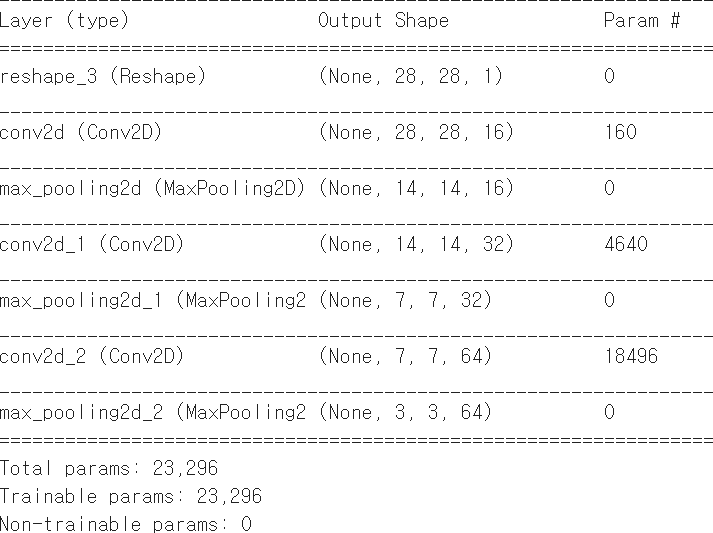 Layer (type) Output Shape Param #
=================================================================
reshape_3 (Reshape) (None, 28, 28, 1) 0
_________________________________________________________________
conv2d (Conv2D) (None, 28, 28, 16) 160
_________________________________________________________________
max_pooling2d (MaxPooling2D) (None, 14, 14, 16) 0
_________________________________________________________________
conv2d_1 (Conv2D) (None, 14, 14, 32) 4640
_________________________________________________________________
max_pooling2d_1 (MaxPooling2 (None, 7, 7, 32) 0
_________________________________________________________________
conv2d_2 (Conv2D) (None, 7, 7, 64) 18496
_________________________________________________________________
max_pooling2d_2 (MaxPooling2 (None, 3, 3, 64) 0
=================================================================
Total params: 23,296
Trainable params: 23,296
Non-trainable params: 0